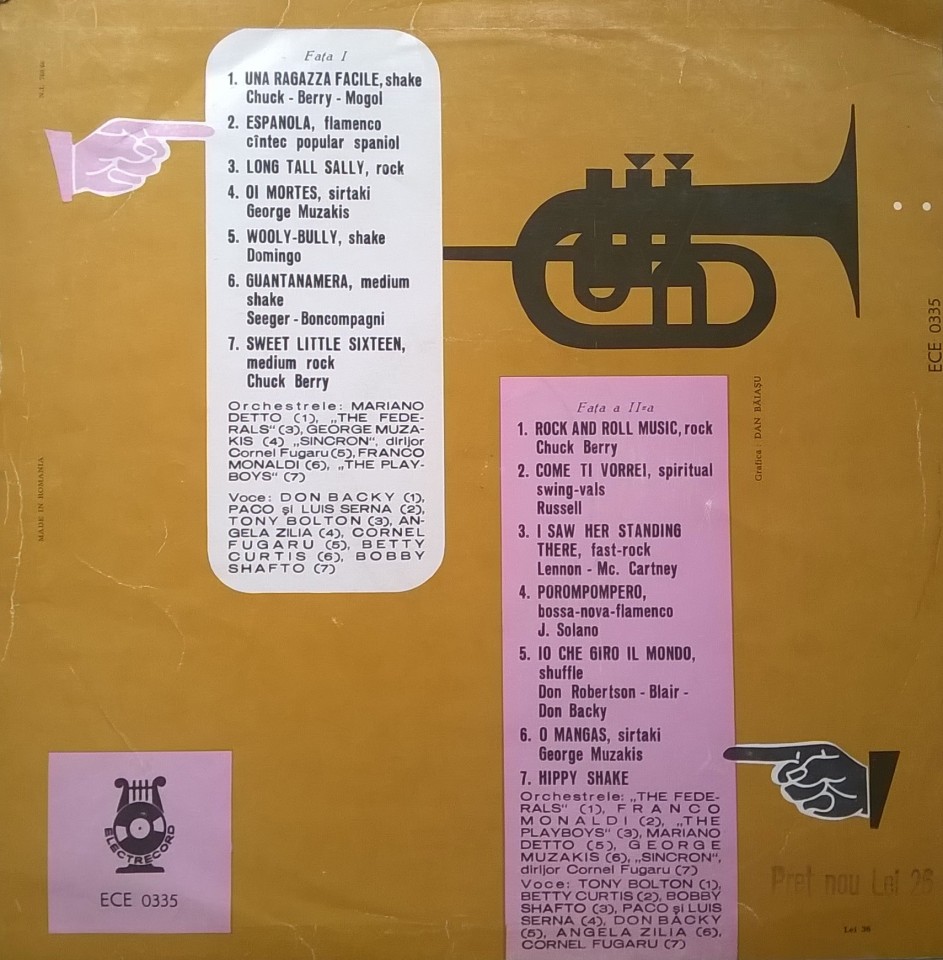 Fața I
1. UNA RAGAZZA FACILE, shake
Chuck - Berry - Mogol
2. ESPANOLA, flamenco
cîntec popular spaniol
3. LONG TALL SALLY, rock
4. OI MORTES, sirtaki
George Muzakis
5. WOOLY-BULLY, shake
Domingo
6. GUANTANAMERA, medium
shake
Seeger - Boncompagni
7. SWEET LITTLE SIXTEEN,
medium rock
Chuck Berry
Orchestrele: MARIANO
DETTO (1), „THE FEDE-
RALS“ (3), GEORGE MUZA-
KIS (4) „SINCRON“, dirijor
Cornel Fugaru (5), FRANCO
MONALDI (6), „THE PLAY-
BOYS“ (7)
Voce: DON BACKY (1),
PACO și LUIS SERNA (2),
TONY BOLTON (3), AN-
GELA ZILIA (4), CORNEL
FUGARU (5), BETTY
CURTIS (6), BOBBY
SHAFTO (7)
MADE IN ROMANIA
ECE 0335
Grafica : DAN BĂIAȘU
Fața a II-a
1. ROCK AND ROLL MUSIC, rock
Chuck Berry
2. COME TI VORREI, spiritual
swing-vals
Russell
3. I SAW HER STANDING
THERE, fast-rock
Lennon - Mc. Cartney
4. POROMPOMPERO,
bossa-nova-flamenco
J. Solano
5. IO CHE GIRO IL MONDO,
shuffle
Don Robertson - Blair -
Don Backy
6. O MANGAS, sirtaki
George Muzakis
7. HIPPY SHAKE
Orchestrele: „THE FEDE-
RALS“ (1), FRANCO
MONALDI (2), „THE
PLAYBOYS“ (3), MARIANO
DETTO (5), GEORGE
MUZAKIS (6), „SINCRON“,
dirijor Cornel Fugaru (7)
Voce: TONY BOLTON (1),
BETTY CURTIS (2), BOBBY
SHAFTO (3), PACO și LUIS
SERNA (4), DON BACKY
(5), ANGELA ZILIA (6),
CORNEL FUGARU (7)
ELECTRECORD
ECE 0335
Preț nou Lei 26
Lei